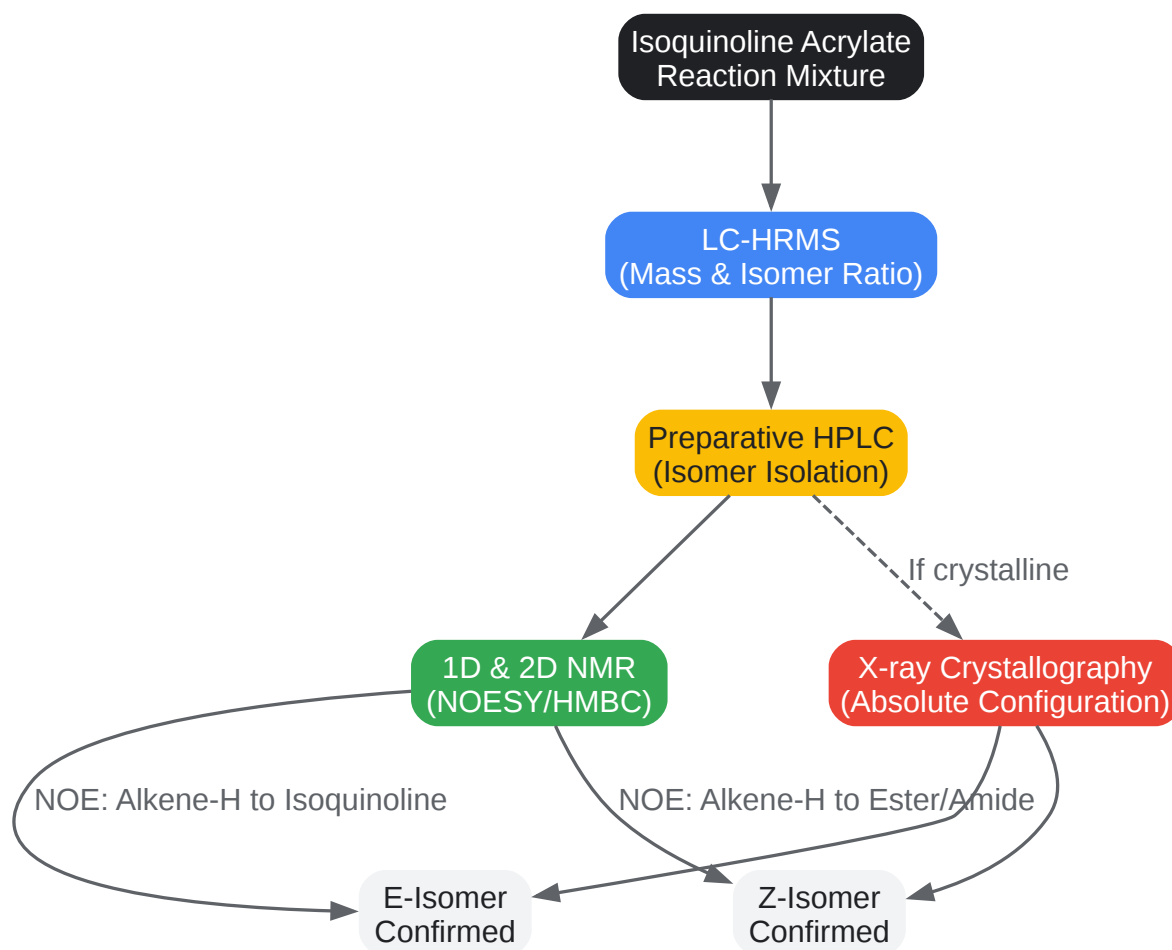 Isoquinoline Acrylate
Reaction Mixture
LC-HRMS
(Mass & Isomer Ratio)
Preparative HPLC
(Isomer Isolation)
If crystalline
1D & 2D NMR
(NOESY/HMBC)
X-ray Crystallography
(Absolute Configuration)
NOE: Alkene-H to Isoquinoline
NOE: Alkene-H to Ester/Amide
E-Isomer
Confirmed
Z-Isomer
Confirmed